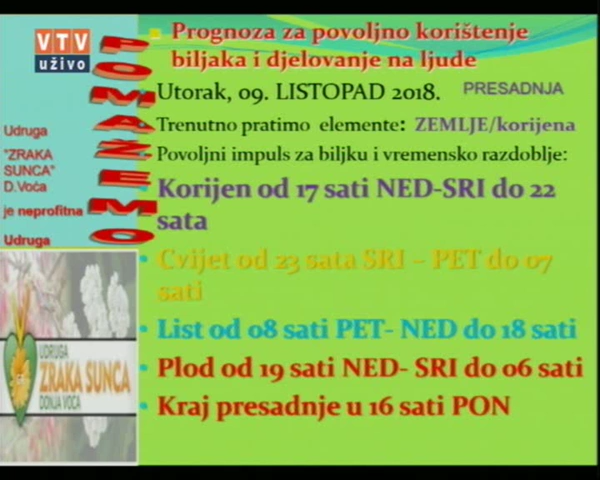 VTV
uživo
POMAŽEMO
Udruga
"ZRAKA
SUNCA"
D.Voća
je neprofitna
Udruga
UDRUGA
ZRAKA SUNCA
DONJA VOĆA
Prognoza za povoljno korištenje
biljaka i djelovanje na ljude
Utorak, 09. LISTOPAD 2018.
PRESADNJA
Trenutno pratimo elemente: ZEMLJE/korijena
Povoljni impuls za biljku i vremensko razdoblje:
Korijen od 17 sati NED-SRI do 22
sata
Cvijet od 23 sata SRI – PET do 07
sati
List od 08 sati PET- NED do 18 sati
Plod od 19 sati NED- SRI do 06 sati
Kraj presadnje u 16 sati PON